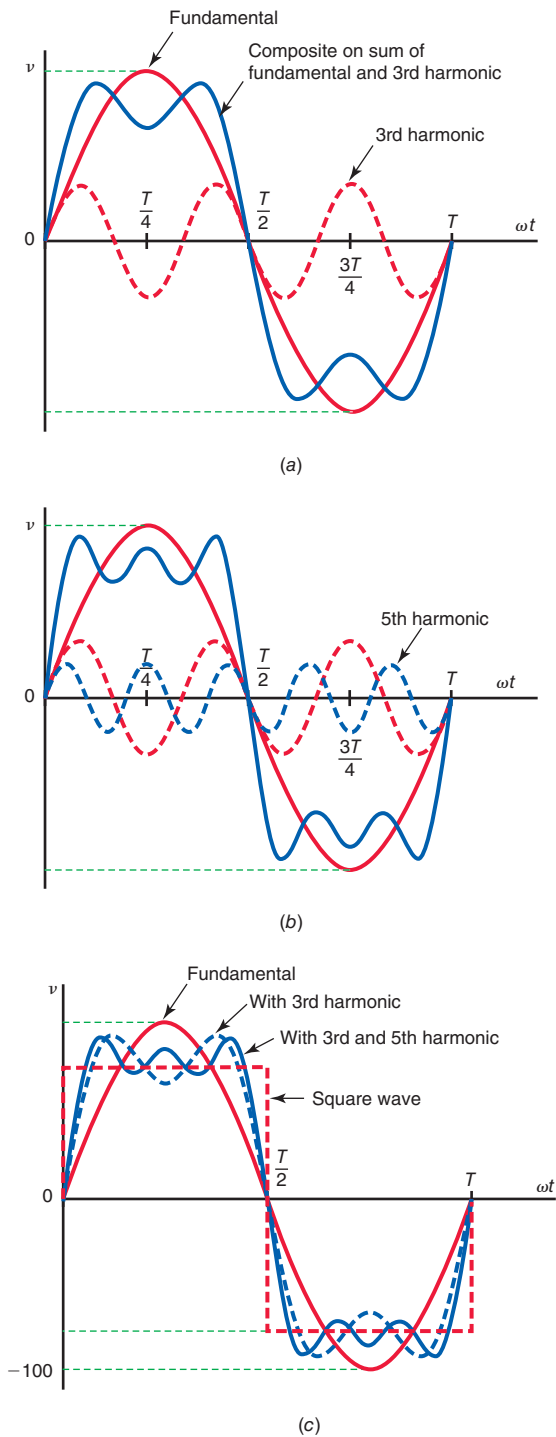 Fundamental
Composite on sum of
fundamental and 3rd harmonic
3rd harmonic
ν
T/4
T/2
T
ωt
0
3T/4
(a)
ν
5th harmonic
T/4
T/2
T
ωt
0
3T/4
(b)
Fundamental
ν
With 3rd harmonic
With 3rd and 5th harmonic
Square wave
T/2
T
ωt
0
−100
(c)